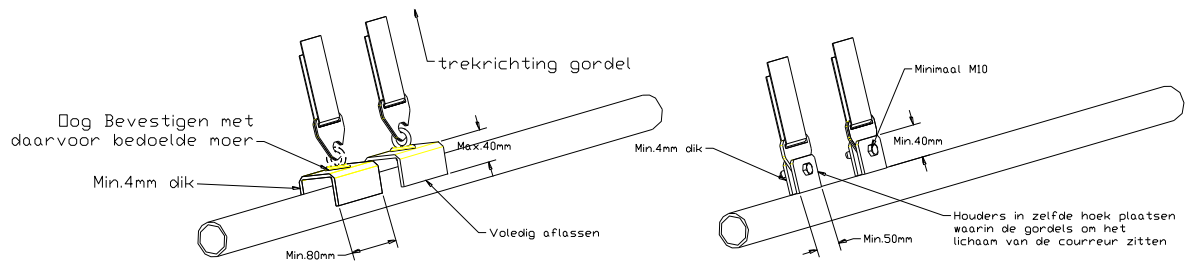 trekrichting gordel
Oog Bevestigen met
daarvoor bedoelde moer
Min.4mm dik
Max.40mm
Voledig aflassen
Min.80mm
Minimaal M10
Min.4mm dik
Min.40mm
Houders in zelfde hoek plaatsen
waarin de gordels om het
lichaam van de coureur zitten
Min.50mm